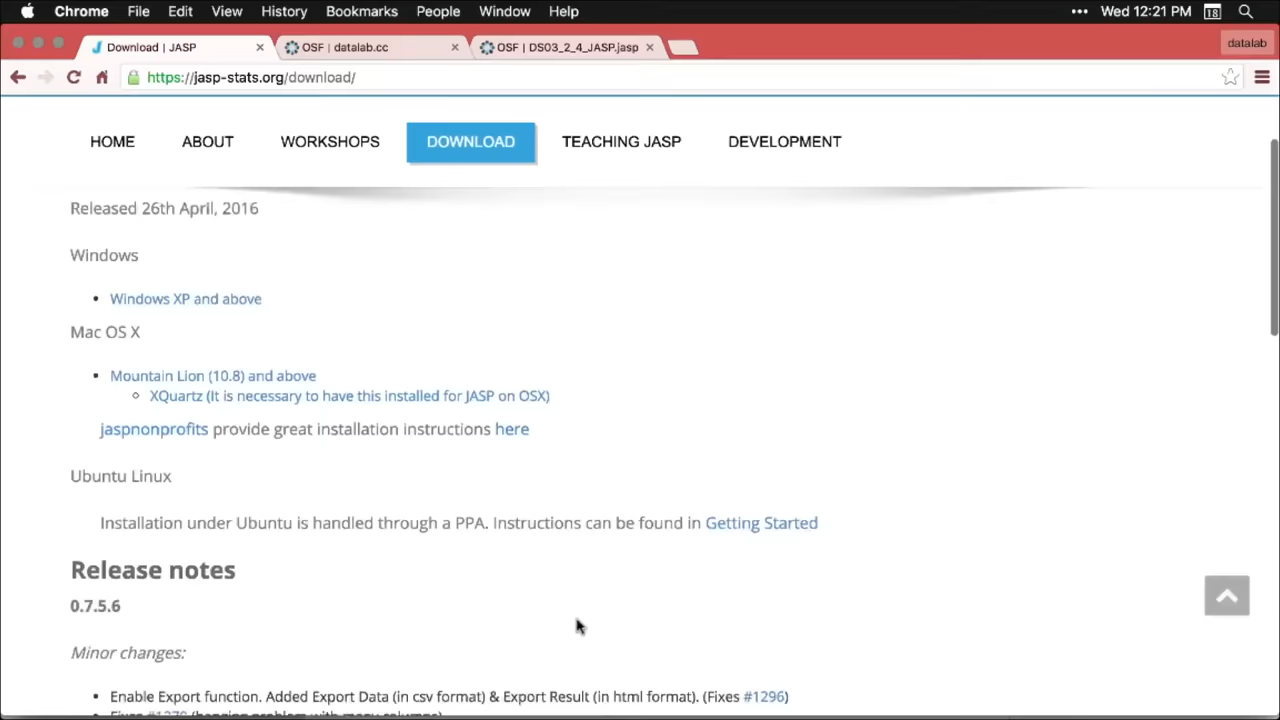 Chrome File Edit View History Bookmarks People Window Help ••• Wed 12:21 PM 18
Download | JASP OSF | datalab.cc OSF | DS03_2_4_JASP.jasp datalab
https://jasp-stats.org/download/
HOME ABOUT WORKSHOPS DOWNLOAD TEACHING JASP DEVELOPMENT
Released 26th April, 2016
Windows
• Windows XP and above
Mac OS X
• Mountain Lion (10.8) and above
○ XQuartz (It is necessary to have this installed for JASP on OSX)
jaspnonprofits provide great installation instructions here
Ubuntu Linux
Installation under Ubuntu is handled through a PPA. Instructions can be found in Getting Started
Release notes
0.7.5.6
Minor changes:
• Enable Export function. Added Export Data (in csv format) & Export Result (in html format). (Fixes #1296)